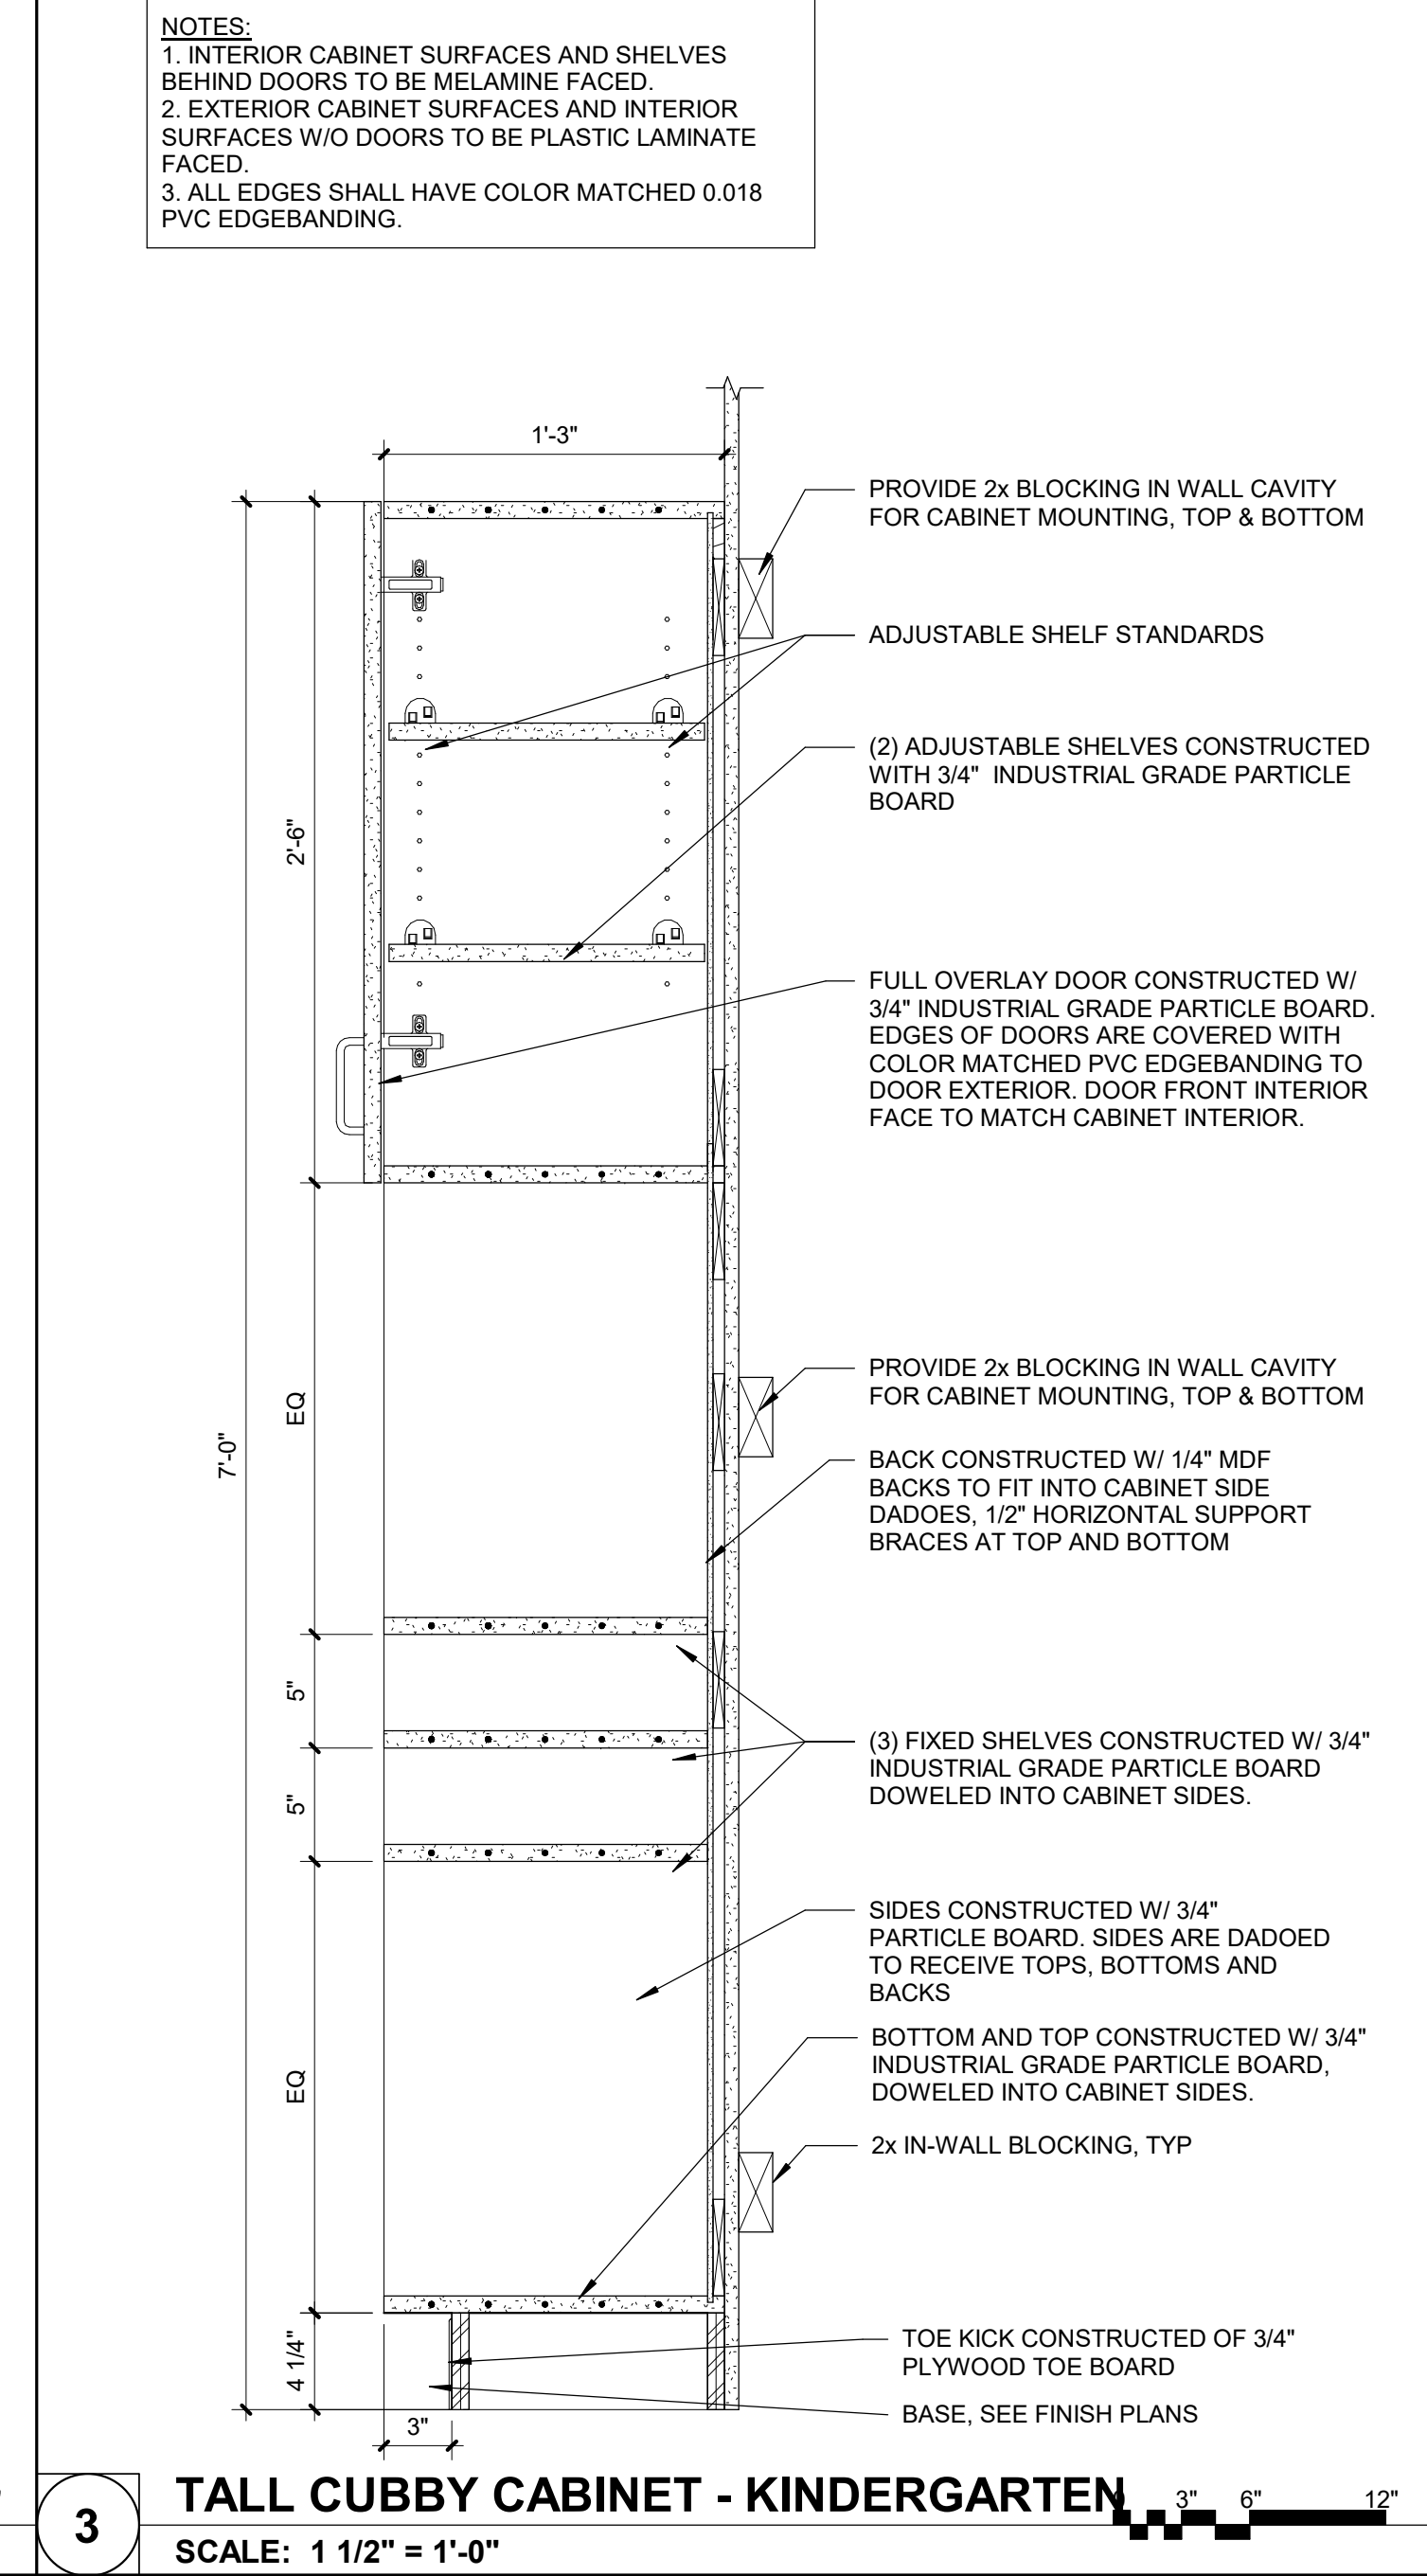 NOTES:
1. INTERIOR CABINET SURFACES AND SHELVES
BEHIND DOORS TO BE MELAMINE FACED.
2. EXTERIOR CABINET SURFACES AND INTERIOR
SURFACES W/O DOORS TO BE PLASTIC LAMINATE
FACED.
3. ALL EDGES SHALL HAVE COLOR MATCHED 0.018
PVC EDGEBANDING.
1'-3"
PROVIDE 2x BLOCKING IN WALL CAVITY
FOR CABINET MOUNTING, TOP & BOTTOM
ADJUSTABLE SHELF STANDARDS
(2) ADJUSTABLE SHELVES CONSTRUCTED
WITH 3/4" INDUSTRIAL GRADE PARTICLE
BOARD
2'-6"
FULL OVERLAY DOOR CONSTRUCTED W/
3/4" INDUSTRIAL GRADE PARTICLE BOARD.
EDGES OF DOORS ARE COVERED WITH
COLOR MATCHED PVC EDGEBANDING TO
DOOR EXTERIOR. DOOR FRONT INTERIOR
FACE TO MATCH CABINET INTERIOR.
PROVIDE 2x BLOCKING IN WALL CAVITY
FOR CABINET MOUNTING, TOP & BOTTOM
EQ
7'-0"
BACK CONSTRUCTED W/ 1/4" MDF
BACKS TO FIT INTO CABINET SIDE
DADOES, 1/2" HORIZONTAL SUPPORT
BRACES AT TOP AND BOTTOM
5"
(3) FIXED SHELVES CONSTRUCTED W/ 3/4"
INDUSTRIAL GRADE PARTICLE BOARD
DOWELED INTO CABINET SIDES.
5"
SIDES CONSTRUCTED W/ 3/4"
PARTICLE BOARD. SIDES ARE DADOED
TO RECEIVE TOPS, BOTTOMS AND
BACKS
BOTTOM AND TOP CONSTRUCTED W/ 3/4"
INDUSTRIAL GRADE PARTICLE BOARD,
DOWELED INTO CABINET SIDES.
EQ
2x IN-WALL BLOCKING, TYP
TOE KICK CONSTRUCTED OF 3/4"
PLYWOOD TOE BOARD
4 1/4"
BASE, SEE FINISH PLANS
3"
3
TALL CUBBY CABINET - KINDERGARTEN
3" 6" 12"
SCALE: 1 1/2" = 1'-0"